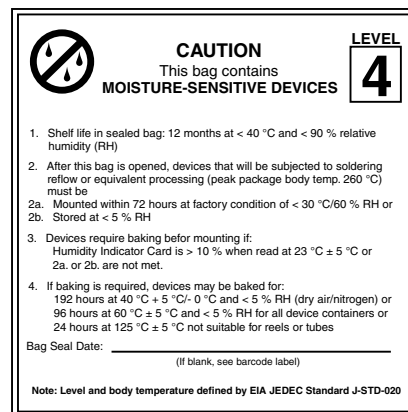 LEVEL
4
CAUTION
This bag contains
MOISTURE-SENSITIVE DEVICES
1. Shelf life in sealed bag: 12 months at < 40 °C and < 90 % relative
humidity (RH)
2. After this bag is opened, devices that will be subjected to soldering
reflow or equivalent processing (peak package body temp. 260 °C)
must be
2a. Mounted within 72 hours at factory condition of < 30 °C/60 % RH or
2b. Stored at < 5 % RH
3. Devices require baking befor mounting if:
Humidity Indicator Card is > 10 % when read at 23 °C ± 5 °C or
2a. or 2b. are not met.
4. If baking is required, devices may be baked for:
192 hours at 40 °C + 5 °C/- 0 °C and < 5 % RH (dry air/nitrogen) or
96 hours at 60 °C ± 5 °C and < 5 % RH for all device containers or
24 hours at 125 °C ± 5 °C not suitable for reels or tubes
Bag Seal Date:
(If blank, see barcode label)
Note: Level and body temperature defined by EIA JEDEC Standard J-STD-020